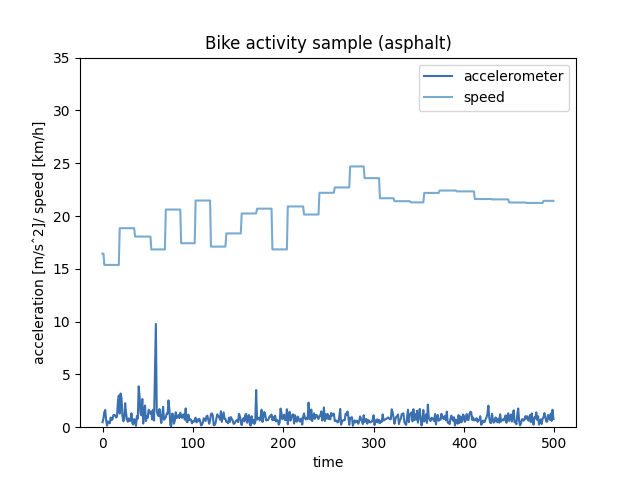 Bike activity sample (asphalt)
accelerometer
speed
35
30
25
20
15
10
5
0
acceleration [m/s^2]/ speed [km/h]
0 100 200 300 400 500
time